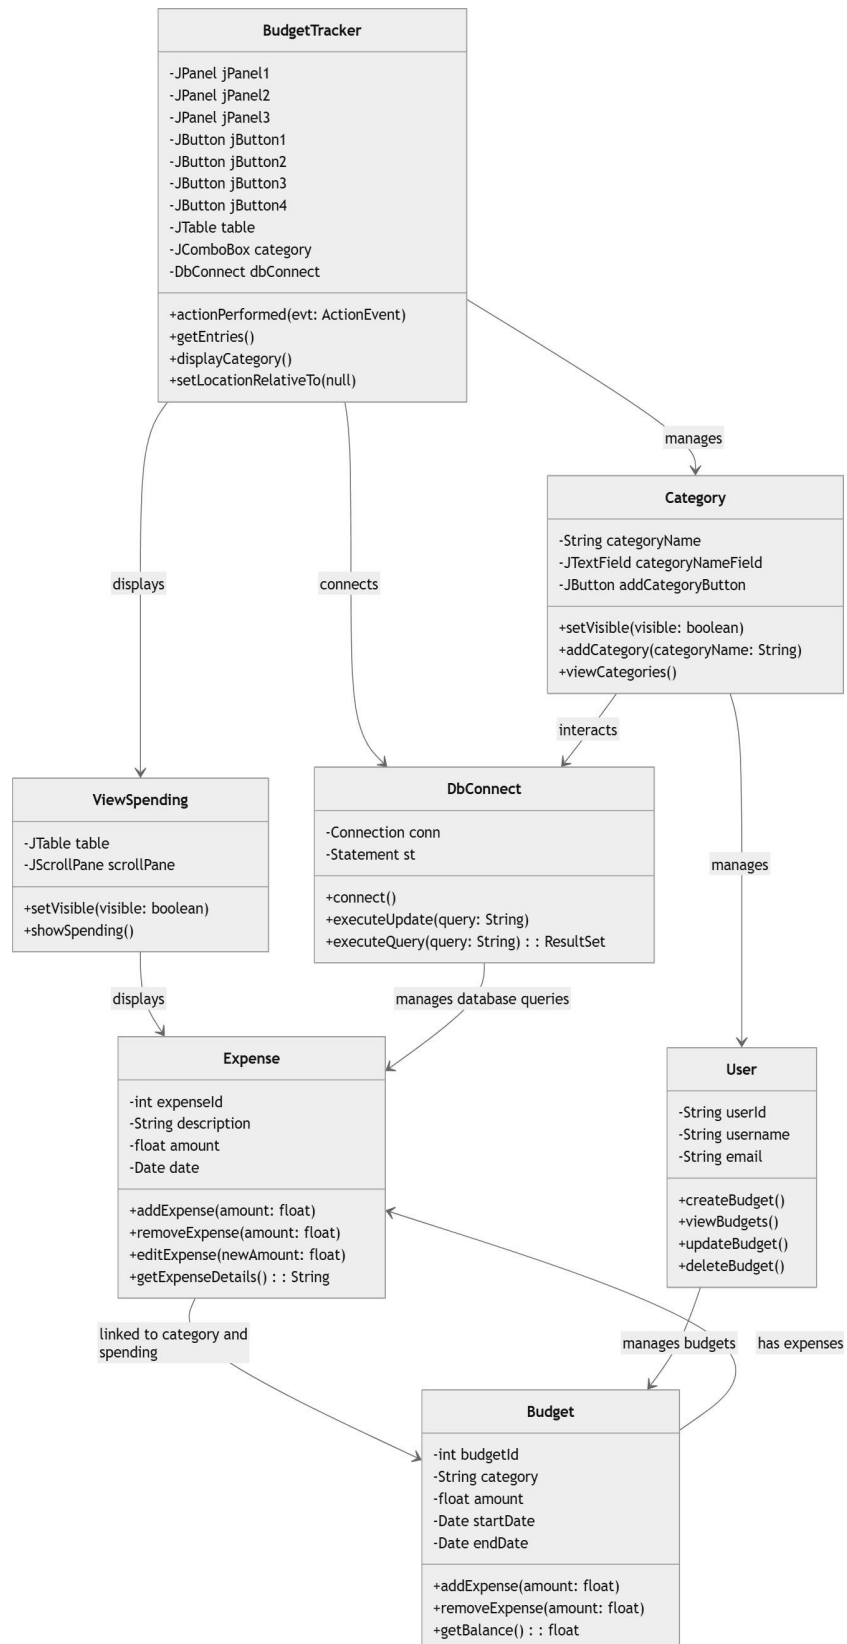 BudgetTracker
-JPanel jPanel1
-JPanel jPanel2
-JPanel jPanel3
-JButton jButton1
-JButton jButton2
-JButton jButton3
-JButton jButton4
-JTable table
-JComboBox category
-DbConnect dbConnect
+actionPerformed(evt: ActionEvent)
+getEntries()
+displayCategory()
+setLocationRelativeTo(null)
manages
Category
-String categoryName
-JTextField categoryNameField
-JButton addCategoryButton
+setVisible(visible: boolean)
+addCategory(categoryName: String)
+viewCategories()
displays
connects
interacts
ViewSpending
-JTable table
-JScrollPane scrollPane
+setVisible(visible: boolean)
+showSpending()
DbConnect
-Connection conn
-Statement st
+connect()
+executeUpdate(query: String)
+executeQuery(query: String) : : ResultSet
manages
displays
manages database queries
Expense
-int expenseId
-String description
-float amount
-Date date
+addExpense(amount: float)
+removeExpense(amount: float)
+editExpense(newAmount: float)
+getExpenseDetails() : : String
User
-String userId
-String username
-String email
+createBudget()
+viewBudgets()
+updateBudget()
+deleteBudget()
linked to category and
spending
manages budgets
has expenses
Budget
-int budgetId
-String category
-float amount
-Date startDate
-Date endDate
+addExpense(amount: float)
+removeExpense(amount: float)
+getBalance() : : float